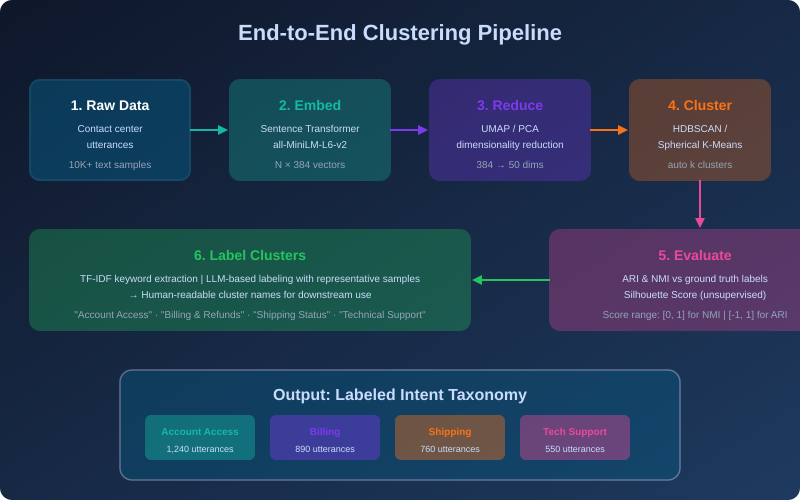 End-to-End Clustering Pipeline
1. Raw Data
Contact center
utterances
10K+ text samples
2. Embed
Sentence Transformer
all-MiniLM-L6-v2
N × 384 vectors
3. Reduce
UMAP / PCA
dimensionality reduction
384 → 50 dims
4. Cluster
HDBSCAN /
Spherical K-Means
auto k clusters
5. Evaluate
ARI & NMI vs ground truth labels
Silhouette Score (unsupervised)
Score range: [0, 1] for NMI | [-1, 1] for ARI
6. Label Clusters
TF-IDF keyword extraction | LLM-based labeling with representative samples
→ Human-readable cluster names for downstream use
"Account Access" · "Billing & Refunds" · "Shipping Status" · "Technical Support"
Output: Labeled Intent Taxonomy
Account Access
1,240 utterances
Billing
890 utterances
Shipping
760 utterances
Tech Support
550 utterances